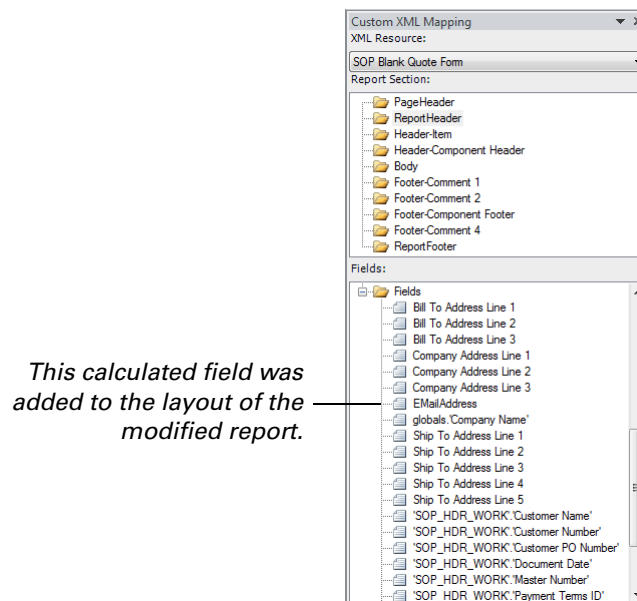 Custom XML Mapping
XML Resource:
SOP Blank Quote Form
Report Section:
PageHeader
ReportHeader
Header-Item
Header-Component Header
Body
Footer-Comment 1
Footer-Comment 2
Footer-Component Footer
Footer-Comment 4
ReportFooter
Fields:
Fields
Bill To Address Line 1
Bill To Address Line 2
Bill To Address Line 3
Company Address Line 1
Company Address Line 2
Company Address Line 3
EMailAddress
globals.'Company Name'
Ship To Address Line 1
Ship To Address Line 2
Ship To Address Line 3
Ship To Address Line 4
Ship To Address Line 5
'SOP_HDR_WORK'.'Customer Name'
'SOP_HDR_WORK'.'Customer Number'
'SOP_HDR_WORK'.'Customer PO Number'
'SOP_HDR_WORK'.'Document Date'
'SOP_HDR_WORK'.'Master Number'
'SOP_HDR_WORK'.'Payment Terms ID'
This calculated field was
added to the layout of the
modified report.